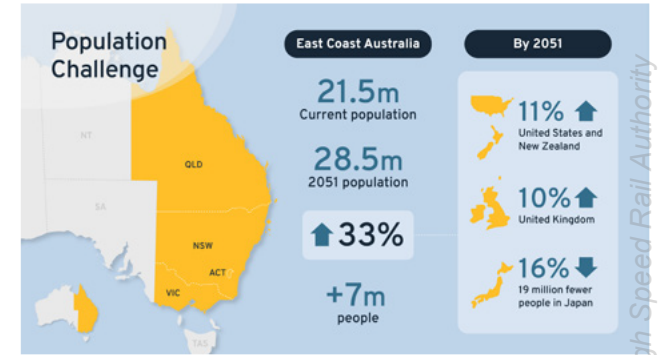 Population
Challenge
NT
SA
QLD
NSW
ACT
VIC
TAS
East Coast Australia
21.5m
Current population
28.5m
2051 population
33%
+7m
people
By 2051
11%
United States and
New Zealand
10%
United Kingdom
16%
19 million fewer
people in Japan
Speed Rail Authority